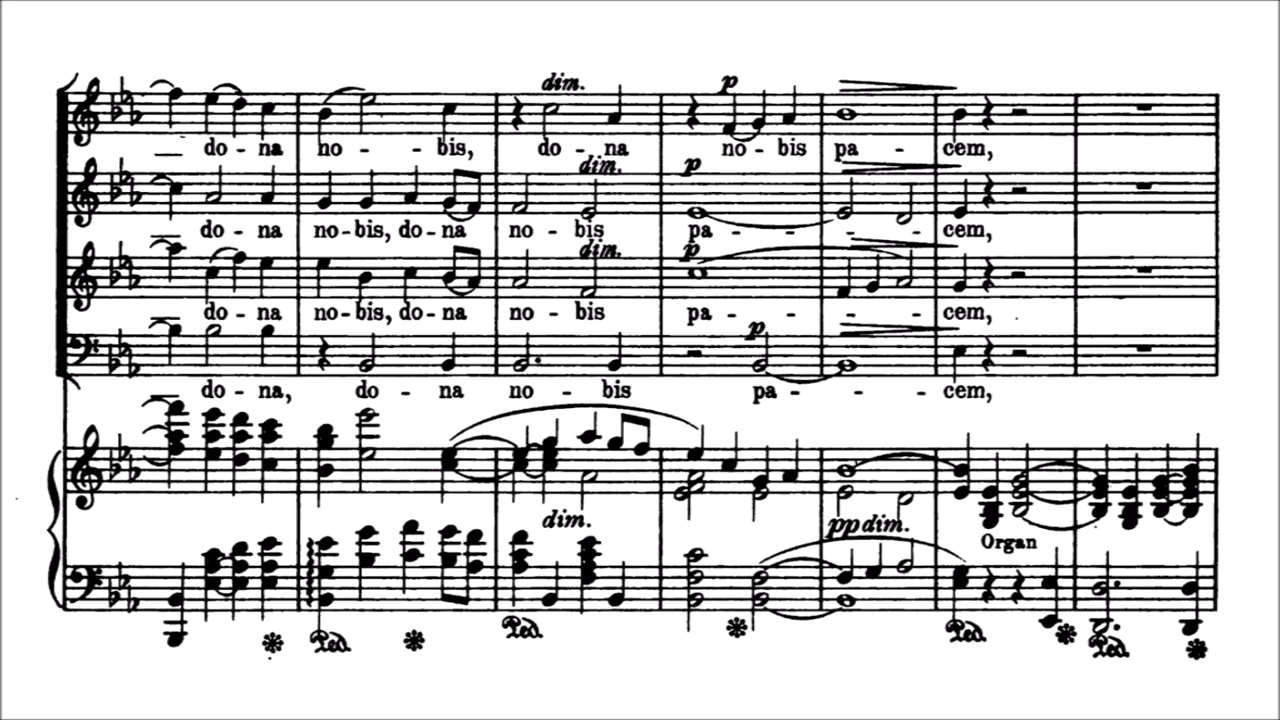 dim. p
do - na no - - bis, do - na no - bis pa - cem,
dim. p
do - na no - bis, do - na no - bis pa - - - - cem,
dim. p
do - na no - bis, do - na no - bis pa - - - - cem,
p
do - na, do - na no - bis pa - - - cem,
dim. pp dim. Organ
Ped. Ped. Ped. Ped.